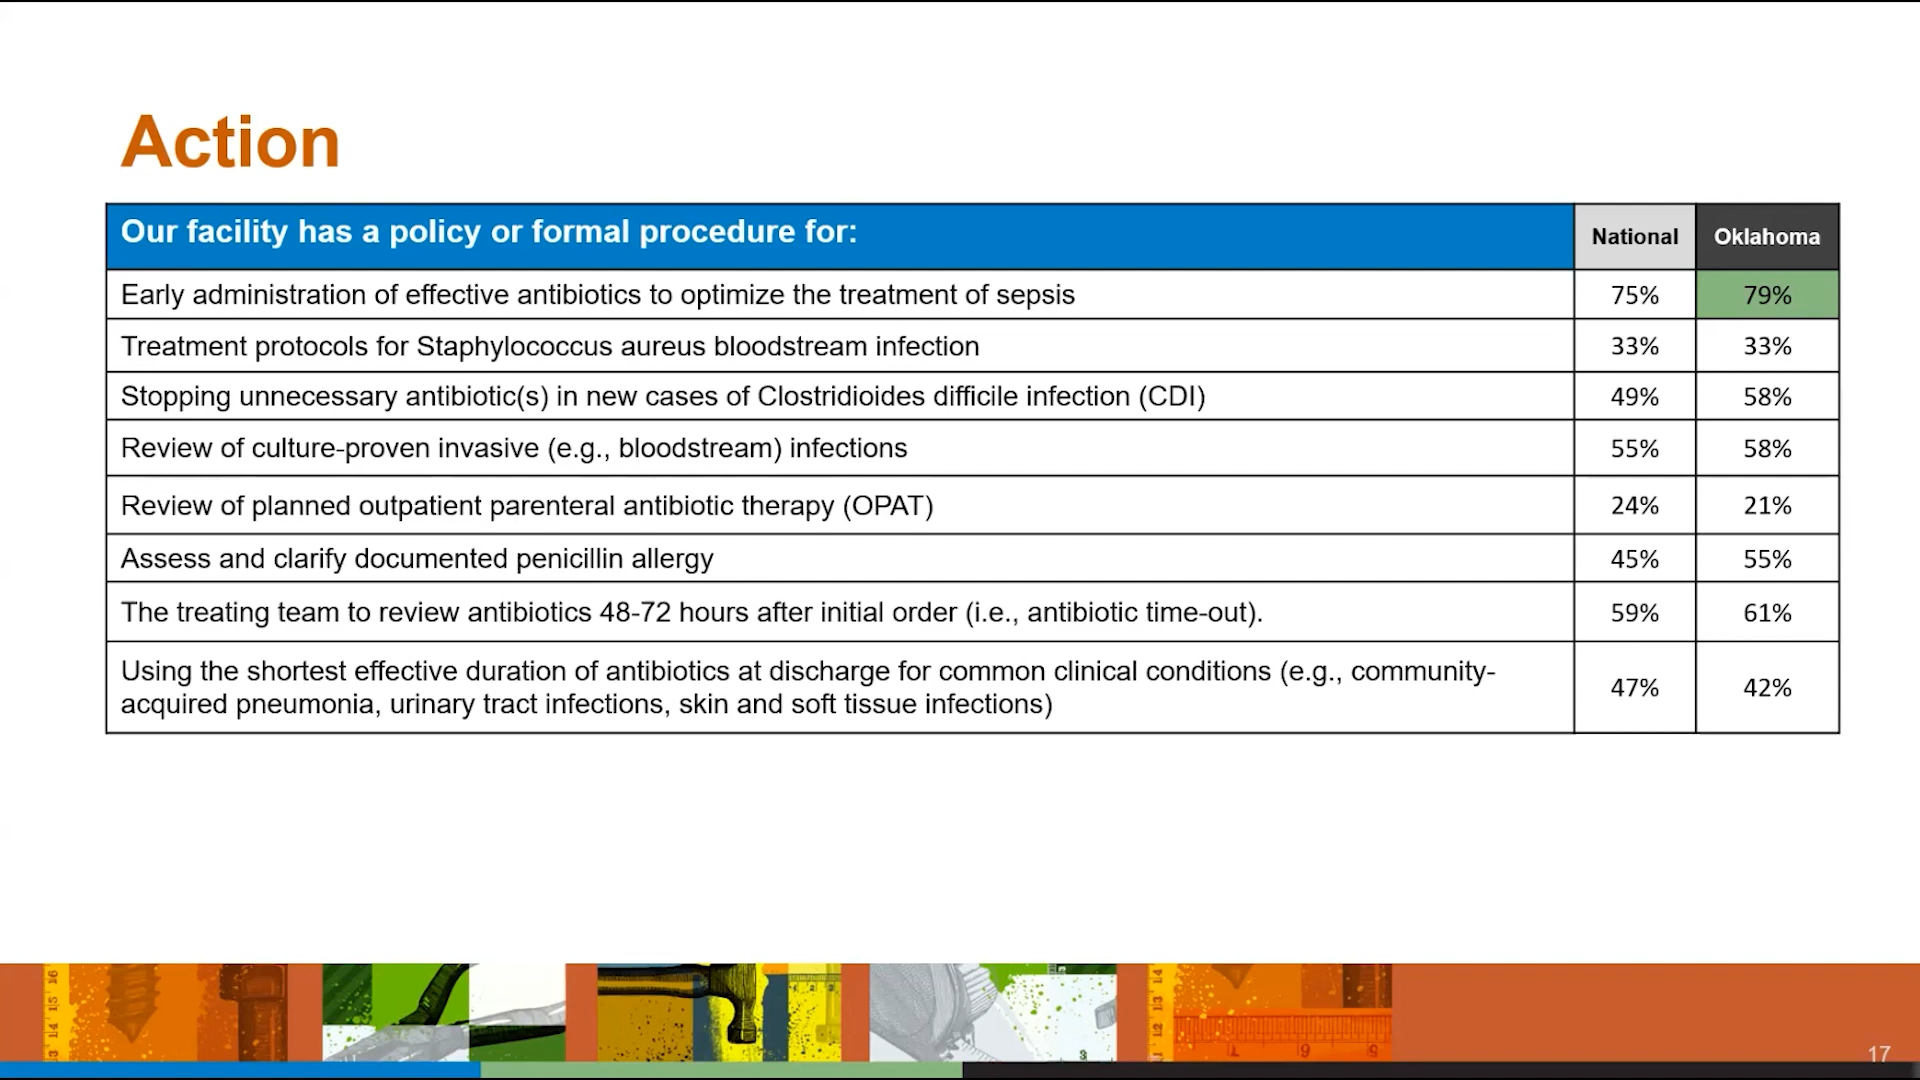 Action
Our facility has a policy or formal procedure for: National Oklahoma
Early administration of effective antibiotics to optimize the treatment of sepsis 75% 79%
Treatment protocols for Staphylococcus aureus bloodstream infection 33% 33%
Stopping unnecessary antibiotic(s) in new cases of Clostridioides difficile infection (CDI) 49% 58%
Review of culture-proven invasive (e.g., bloodstream) infections 55% 58%
Review of planned outpatient parenteral antibiotic therapy (OPAT) 24% 21%
Assess and clarify documented penicillin allergy 45% 55%
The treating team to review antibiotics 48-72 hours after initial order (i.e., antibiotic time-out). 59% 61%
Using the shortest effective duration of antibiotics at discharge for common clinical conditions (e.g., community-
acquired pneumonia, urinary tract infections, skin and soft tissue infections) 47% 42%
17